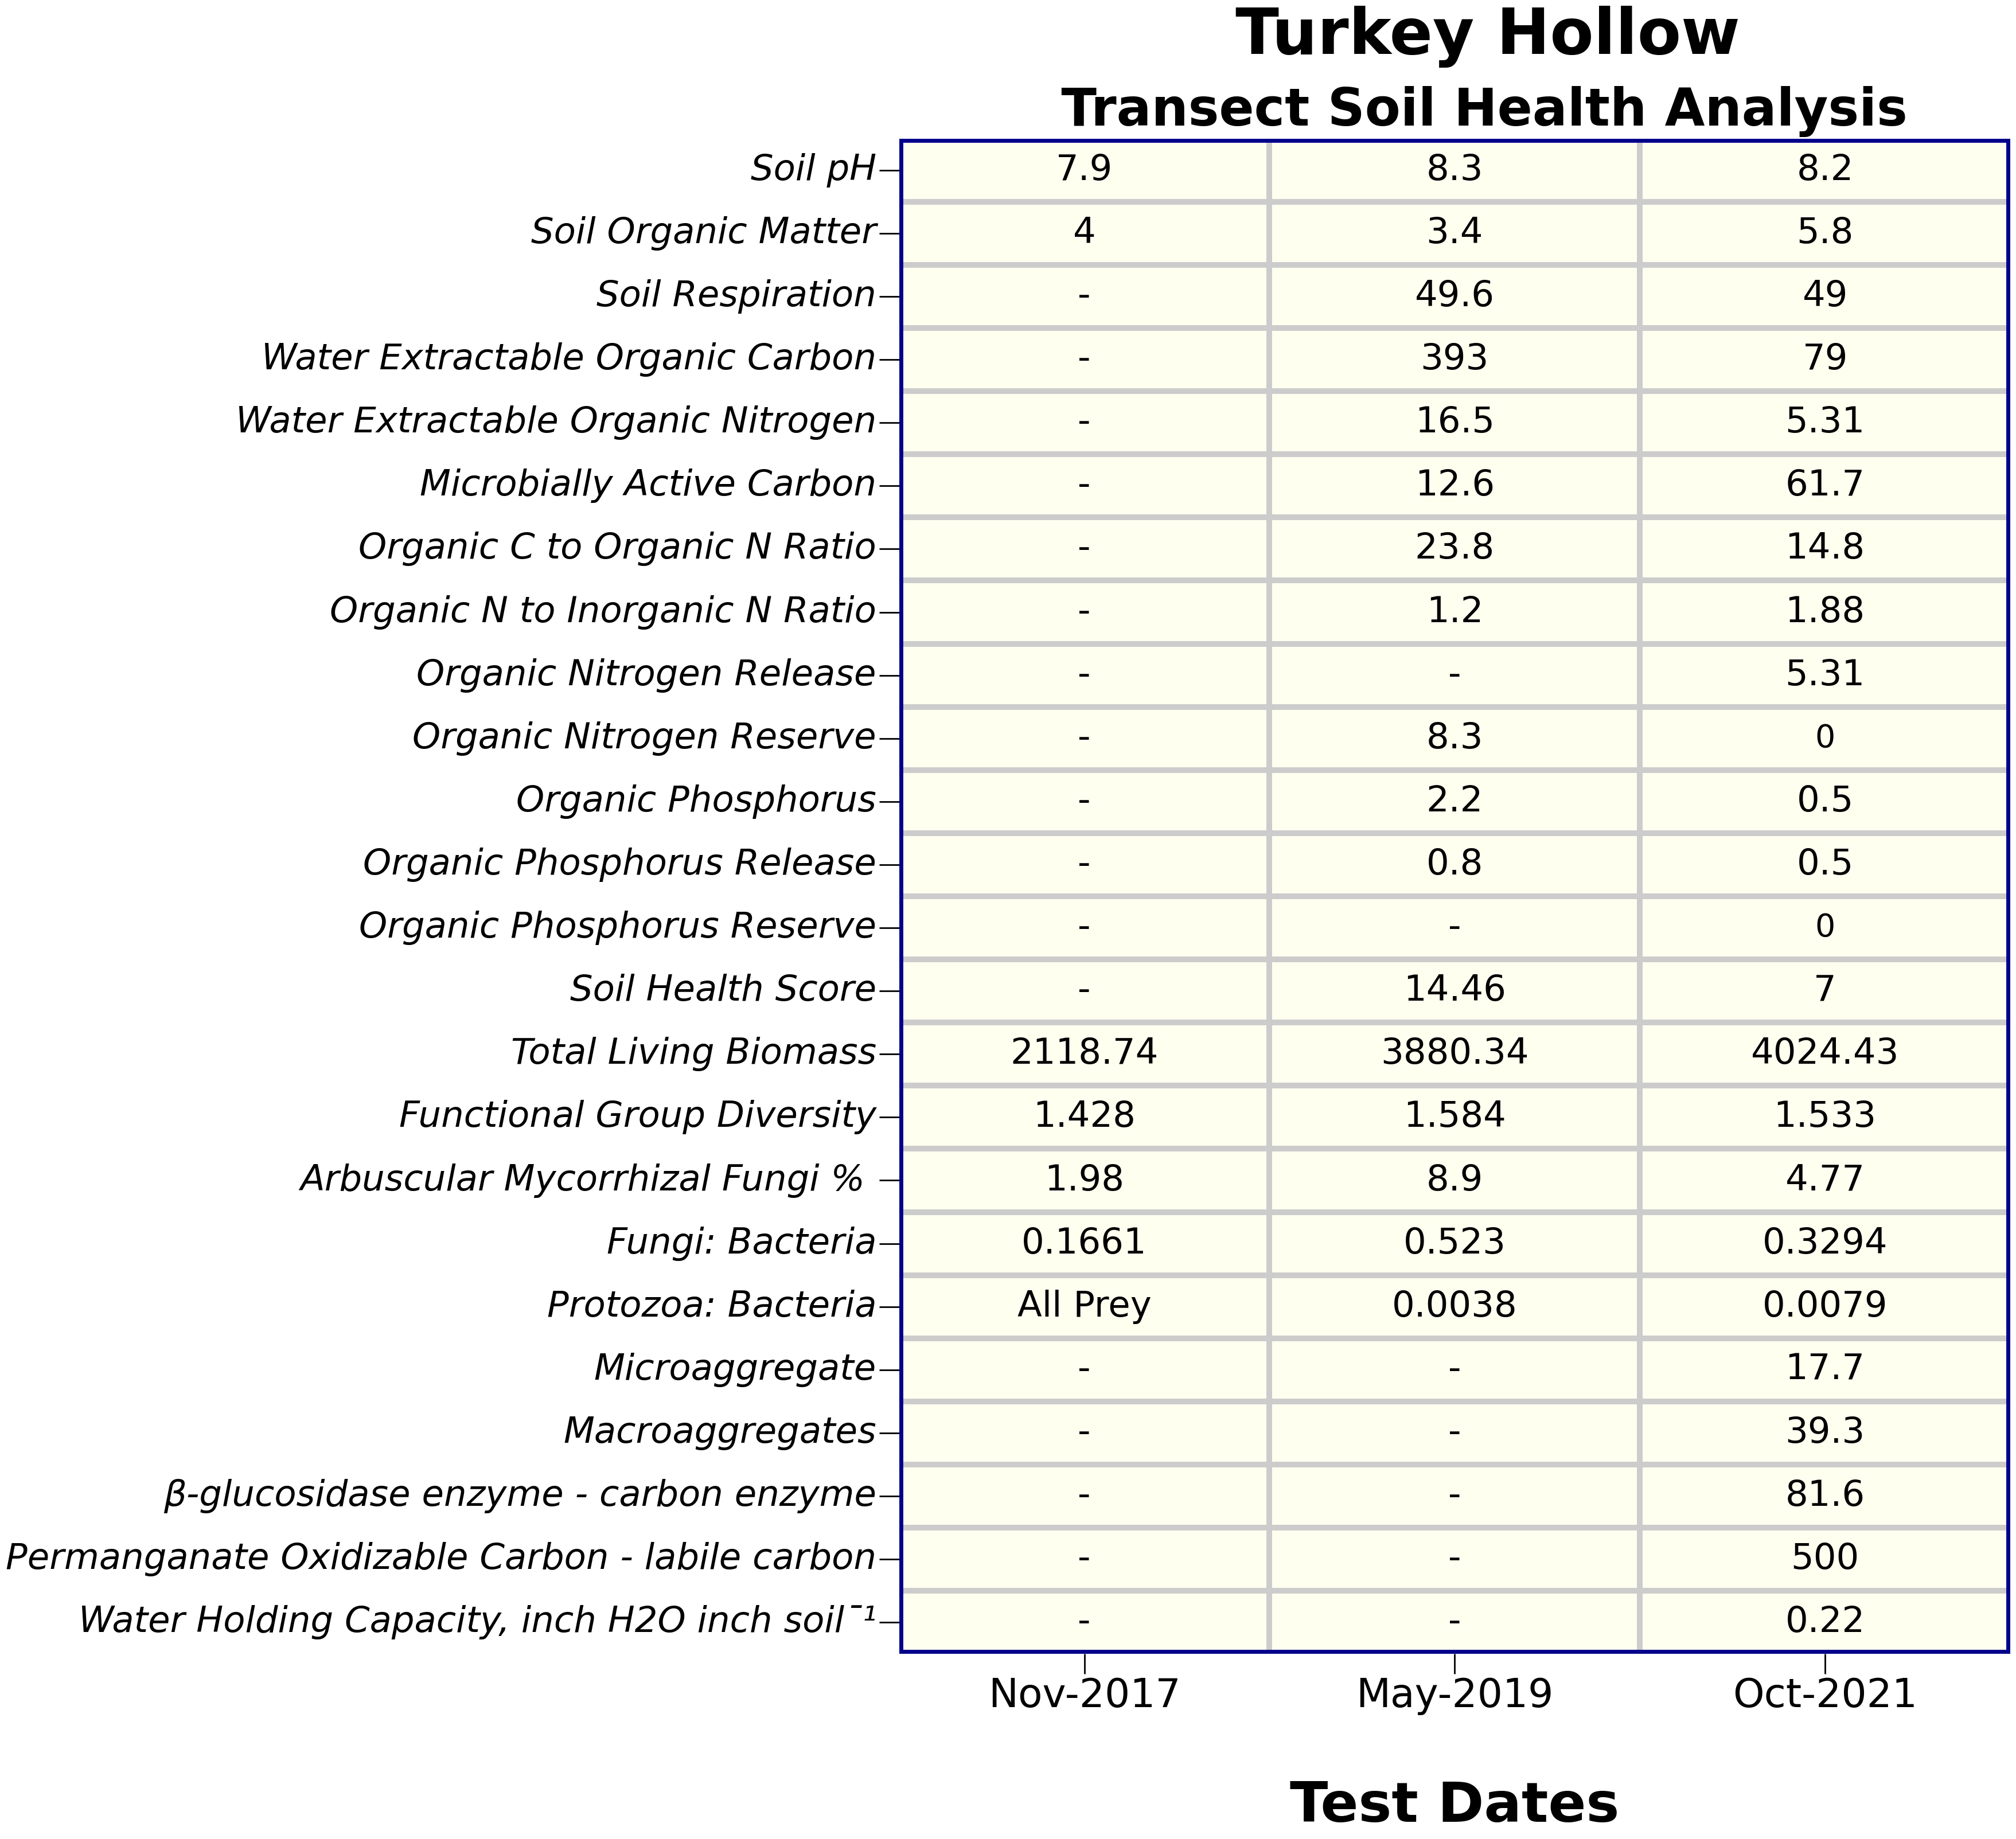 Turkey Hollow
Transect Soil Health Analysis
Soil pH 7.9 8.3 8.2
Soil Organic Matter 4 3.4 5.8
Soil Respiration - 49.6 49
Water Extractable Organic Carbon - 393 79
Water Extractable Organic Nitrogen - 16.5 5.31
Microbially Active Carbon - 12.6 61.7
Organic C to Organic N Ratio - 23.8 14.8
Organic N to Inorganic N Ratio - 1.2 1.88
Organic Nitrogen Release - - 5.31
Organic Nitrogen Reserve - 8.3 0
Organic Phosphorus - 2.2 0.5
Organic Phosphorus Release - 0.8 0.5
Organic Phosphorus Reserve - - 0
Soil Health Score - 14.46 7
Total Living Biomass 2118.74 3880.34 4024.43
Functional Group Diversity 1.428 1.584 1.533
Arbuscular Mycorrhizal Fungi % 1.98 8.9 4.77
Fungi: Bacteria 0.1661 0.523 0.3294
Protozoa: Bacteria All Prey 0.0038 0.0079
Microaggregate - - 17.7
Macroaggregates - - 39.3
β-glucosidase enzyme - carbon enzyme - - 81.6
Permanganate Oxidizable Carbon - labile carbon - - 500
Water Holding Capacity, inch H2O inch soil¯¹ - - 0.22
Nov-2017 May-2019 Oct-2021
Test Dates